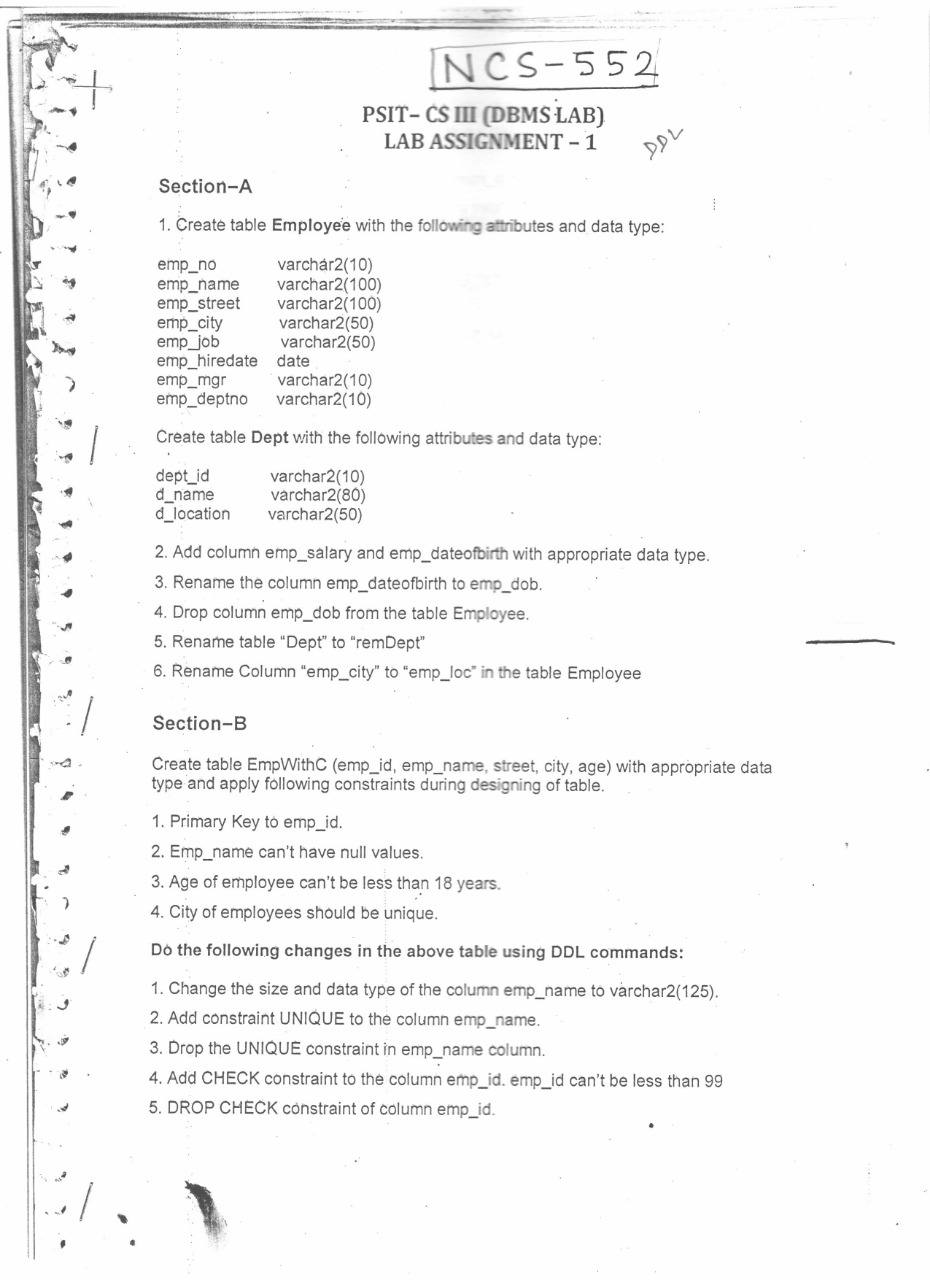 NCS-552
PSIT– CS III (DBMS LAB)
LAB ASSIGNMENT – 1
DDL
Section–A
1. Create table Employee with the following attributes and data type:
emp_no varchar2(10)
emp_name varchar2(100)
emp_street varchar2(100)
emp_city varchar2(50)
emp_job varchar2(50)
emp_hiredate date
emp_mgr varchar2(10)
emp_deptno varchar2(10)
Create table Dept with the following attributes and data type:
dept_id varchar2(10)
d_name varchar2(80)
d_location varchar2(50)
2. Add column emp_salary and emp_dateofbirth with appropriate data type.
3. Rename the column emp_dateofbirth to emp_dob.
4. Drop column emp_dob from the table Employee.
5. Rename table “Dept” to “remDept”
6. Rename Column “emp_city” to “emp_loc” in the table Employee
Section–B
Create table EmpWithC (emp_id, emp_name, street, city, age) with appropriate data
type and apply following constraints during designing of table.
1. Primary Key to emp_id.
2. Emp_name can't have null values.
3. Age of employee can't be less than 18 years.
4. City of employees should be unique.
Do the following changes in the above table using DDL commands:
1. Change the size and data type of the column emp_name to varchar2(125).
2. Add constraint UNIQUE to the column emp_name.
3. Drop the UNIQUE constraint in emp_name column.
4. Add CHECK constraint to the column emp_id. emp_id can't be less than 99
5. DROP CHECK constraint of column emp_id.